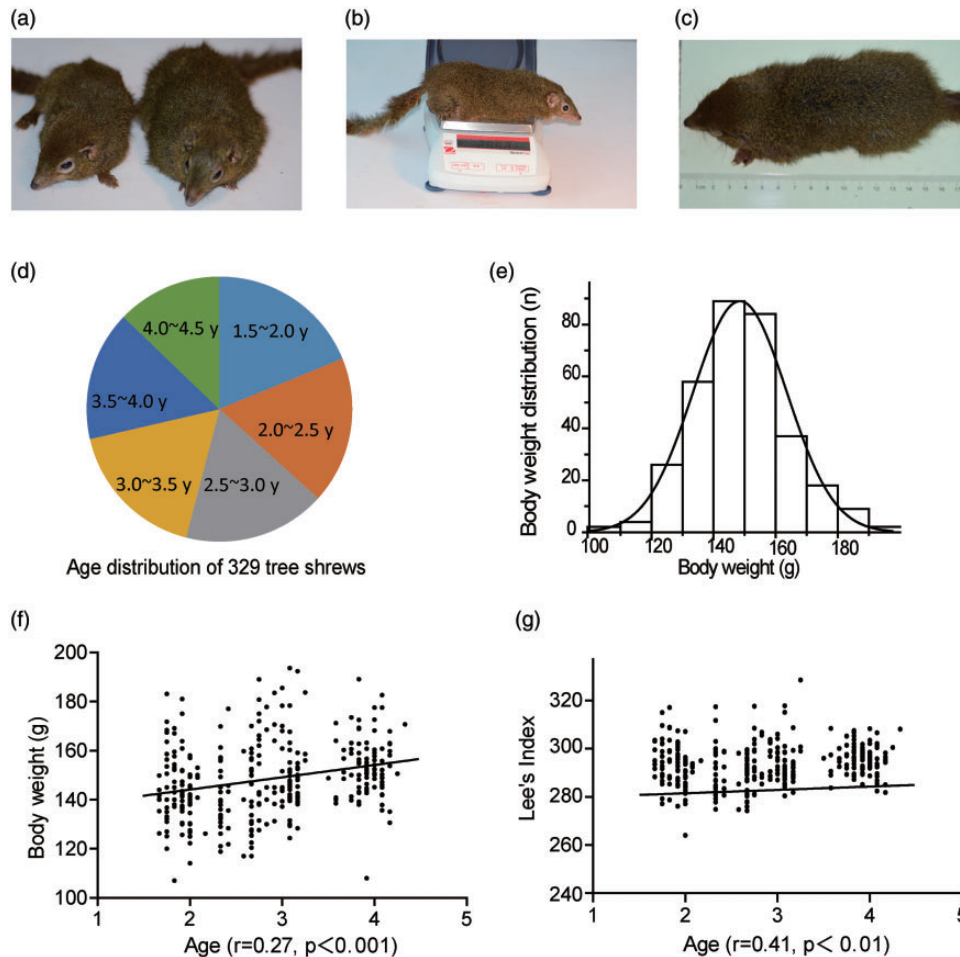 (a)
(b)
(c)
(d)
4.0~4.5 y
1.5~2.0 y
3.5~4.0 y
2.0~2.5 y
3.0~3.5 y
2.5~3.0 y
Age distribution of 329 tree shrews
(e)
Body weight distribution (n)
80
60
40
20
0
100
120
140
160
180
Body weight (g)
(f)
Body weight (g)
200
180
160
140
120
100
1
2
3
4
5
Age (r=0.27, p<0.001)
(g)
Lee's Index
320
300
280
260
240
1
2
3
4
5
Age (r=0.41, p< 0.01)